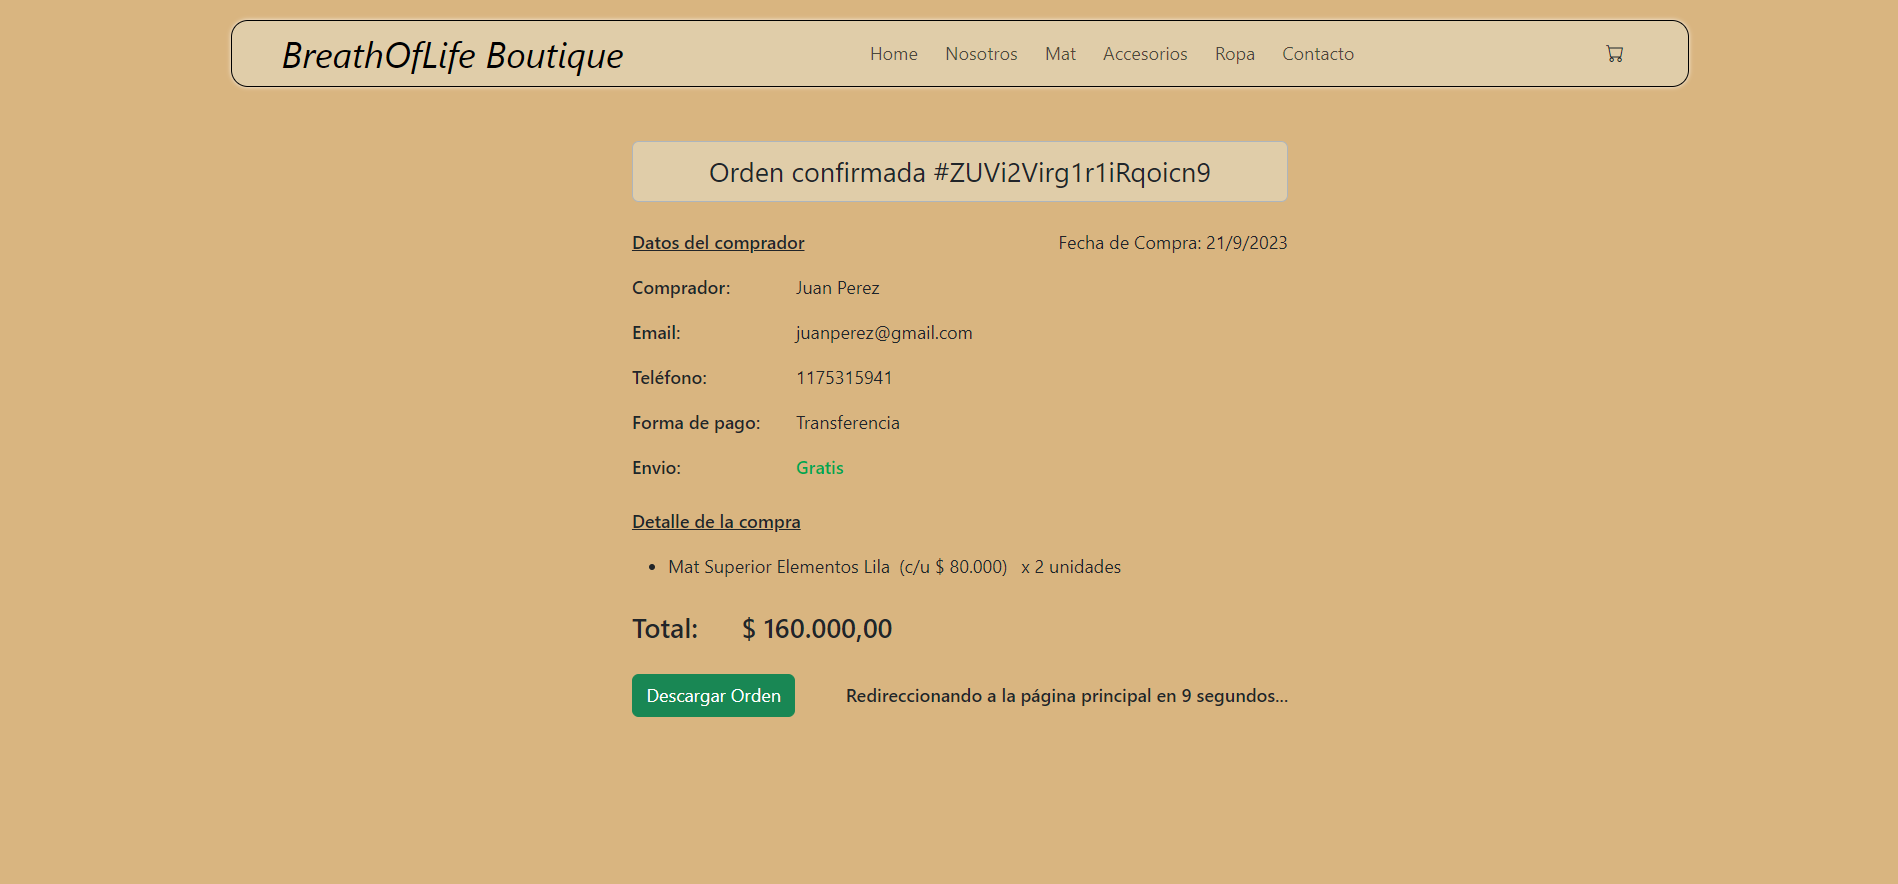 BreathOfLife Boutique
Home Nosotros Mat Accesorios Ropa Contacto
Orden confirmada #ZUVi2Virg1r1iRqoicn9
Datos del comprador Fecha de Compra: 21/9/2023
Comprador: Juan Perez
Email: juanperez@gmail.com
Teléfono: 1175315941
Forma de pago: Transferencia
Envio: Gratis
Detalle de la compra
• Mat Superior Elementos Lila (c/u $ 80.000) x 2 unidades
Total: $ 160.000,00
Descargar Orden Redireccionando a la página principal en 9 segundos...